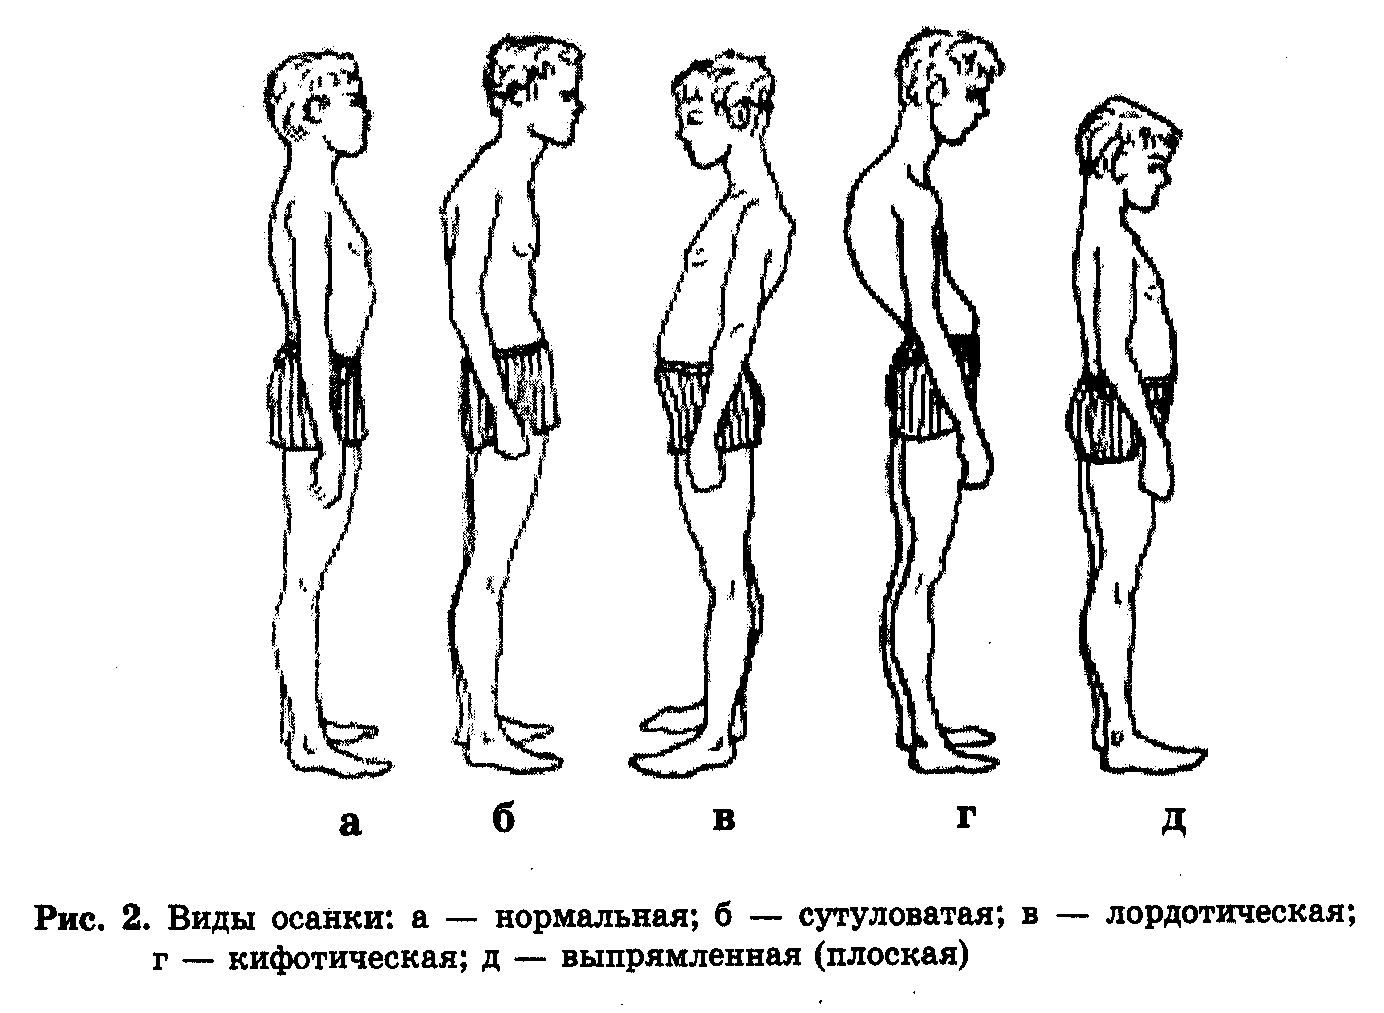 а б в г д
Рис. 2. Виды осанки: а — нормальная; б — сутуловатая; в — лордотическая;
г — кифотическая; д — выпрямленная (плоская)